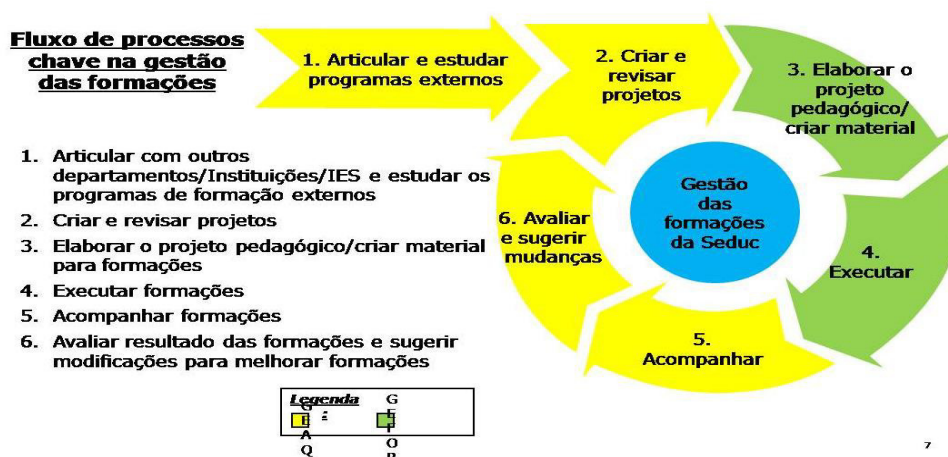 Fluxo de processos
chave na gestão
das formações
1. Articular e estudar
programas externos
2. Criar e
revisar
projetos
3. Elaborar o
projeto
pedagógico/
criar material
1. Articular com outros
departamentos/Instituições/IES e estudar os
programas de formação externos
2. Criar e revisar projetos
3. Elaborar o projeto pedagógico/criar material
para formações
4. Executar formações
5. Acompanhar formações
6. Avaliar resultado das formações e sugerir
modificações para melhorar formações
Gestão
das
formações
da Seduc
6. Avaliar
e sugerir
mudanças
4.
Executar
5.
Acompanhar
Legenda
:
7